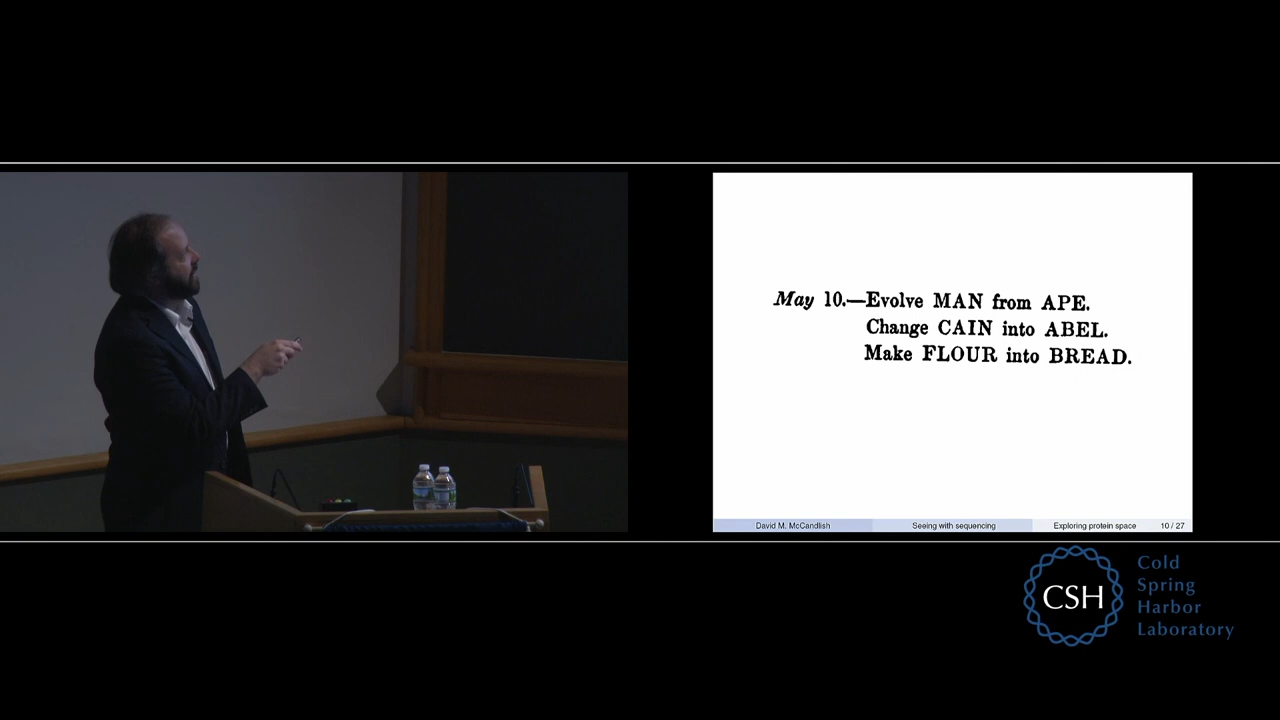 May 10.—Evolve MAN from APE.
Change CAIN into ABEL.
Make FLOUR into BREAD.
David M. McCandlish
Seeing with sequencing
Exploring protein space
10 / 27
CSH
Cold
Spring
Harbor
Laboratory